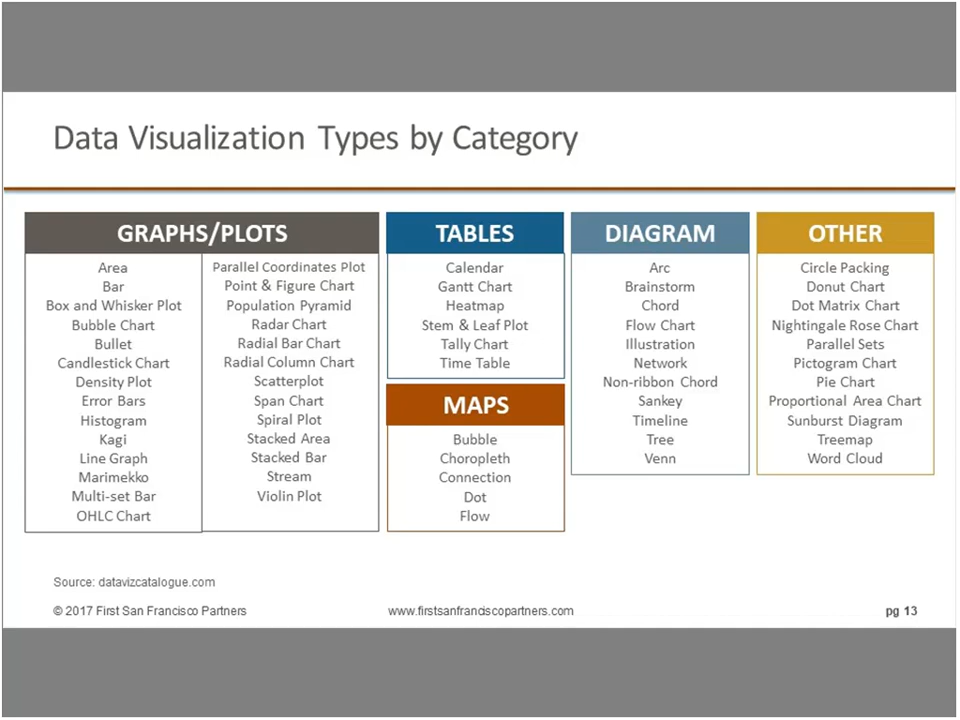 Data Visualization Types by Category
GRAPHS/PLOTS
Area
Bar
Box and Whisker Plot
Bubble Chart
Bullet
Candlestick Chart
Density Plot
Error Bars
Histogram
Kagi
Line Graph
Marimekko
Multi-set Bar
OHLC Chart
Parallel Coordinates Plot
Point & Figure Chart
Population Pyramid
Radar Chart
Radial Bar Chart
Radial Column Chart
Scatterplot
Span Chart
Spiral Plot
Stacked Area
Stacked Bar
Stream
Violin Plot
TABLES
Calendar
Gantt Chart
Heatmap
Stem & Leaf Plot
Tally Chart
Time Table
MAPS
Bubble
Choropleth
Connection
Dot
Flow
DIAGRAM
Arc
Brainstorm
Chord
Flow Chart
Illustration
Network
Non-ribbon Chord
Sankey
Timeline
Tree
Venn
OTHER
Circle Packing
Donut Chart
Dot Matrix Chart
Nightingale Rose Chart
Parallel Sets
Pictogram Chart
Pie Chart
Proportional Area Chart
Sunburst Diagram
Treemap
Word Cloud
Source: datavizcatalogue.com
© 2017 First San Francisco Partners
www.firstsanfranciscopartners.com
pg 13